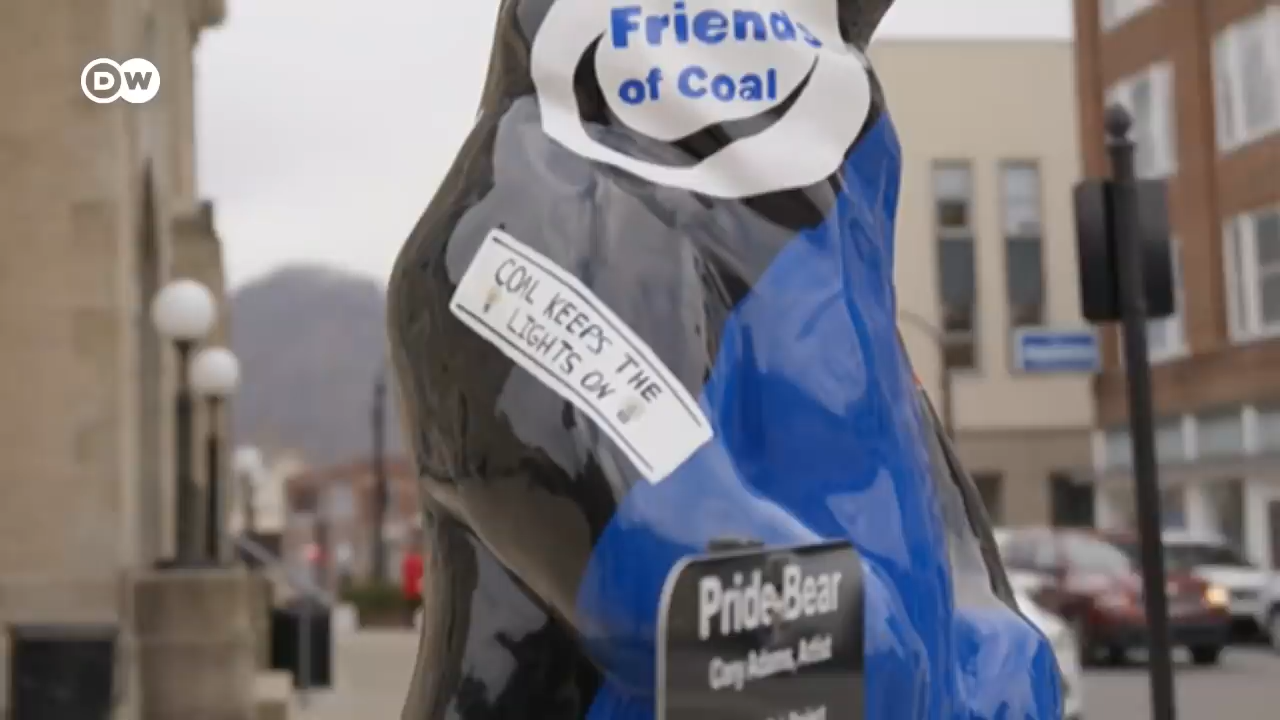 DW
Friends
of Coal
COAL KEEPS THE
LIGHTS ON
Pride-Bear
Cory Adams, Artist